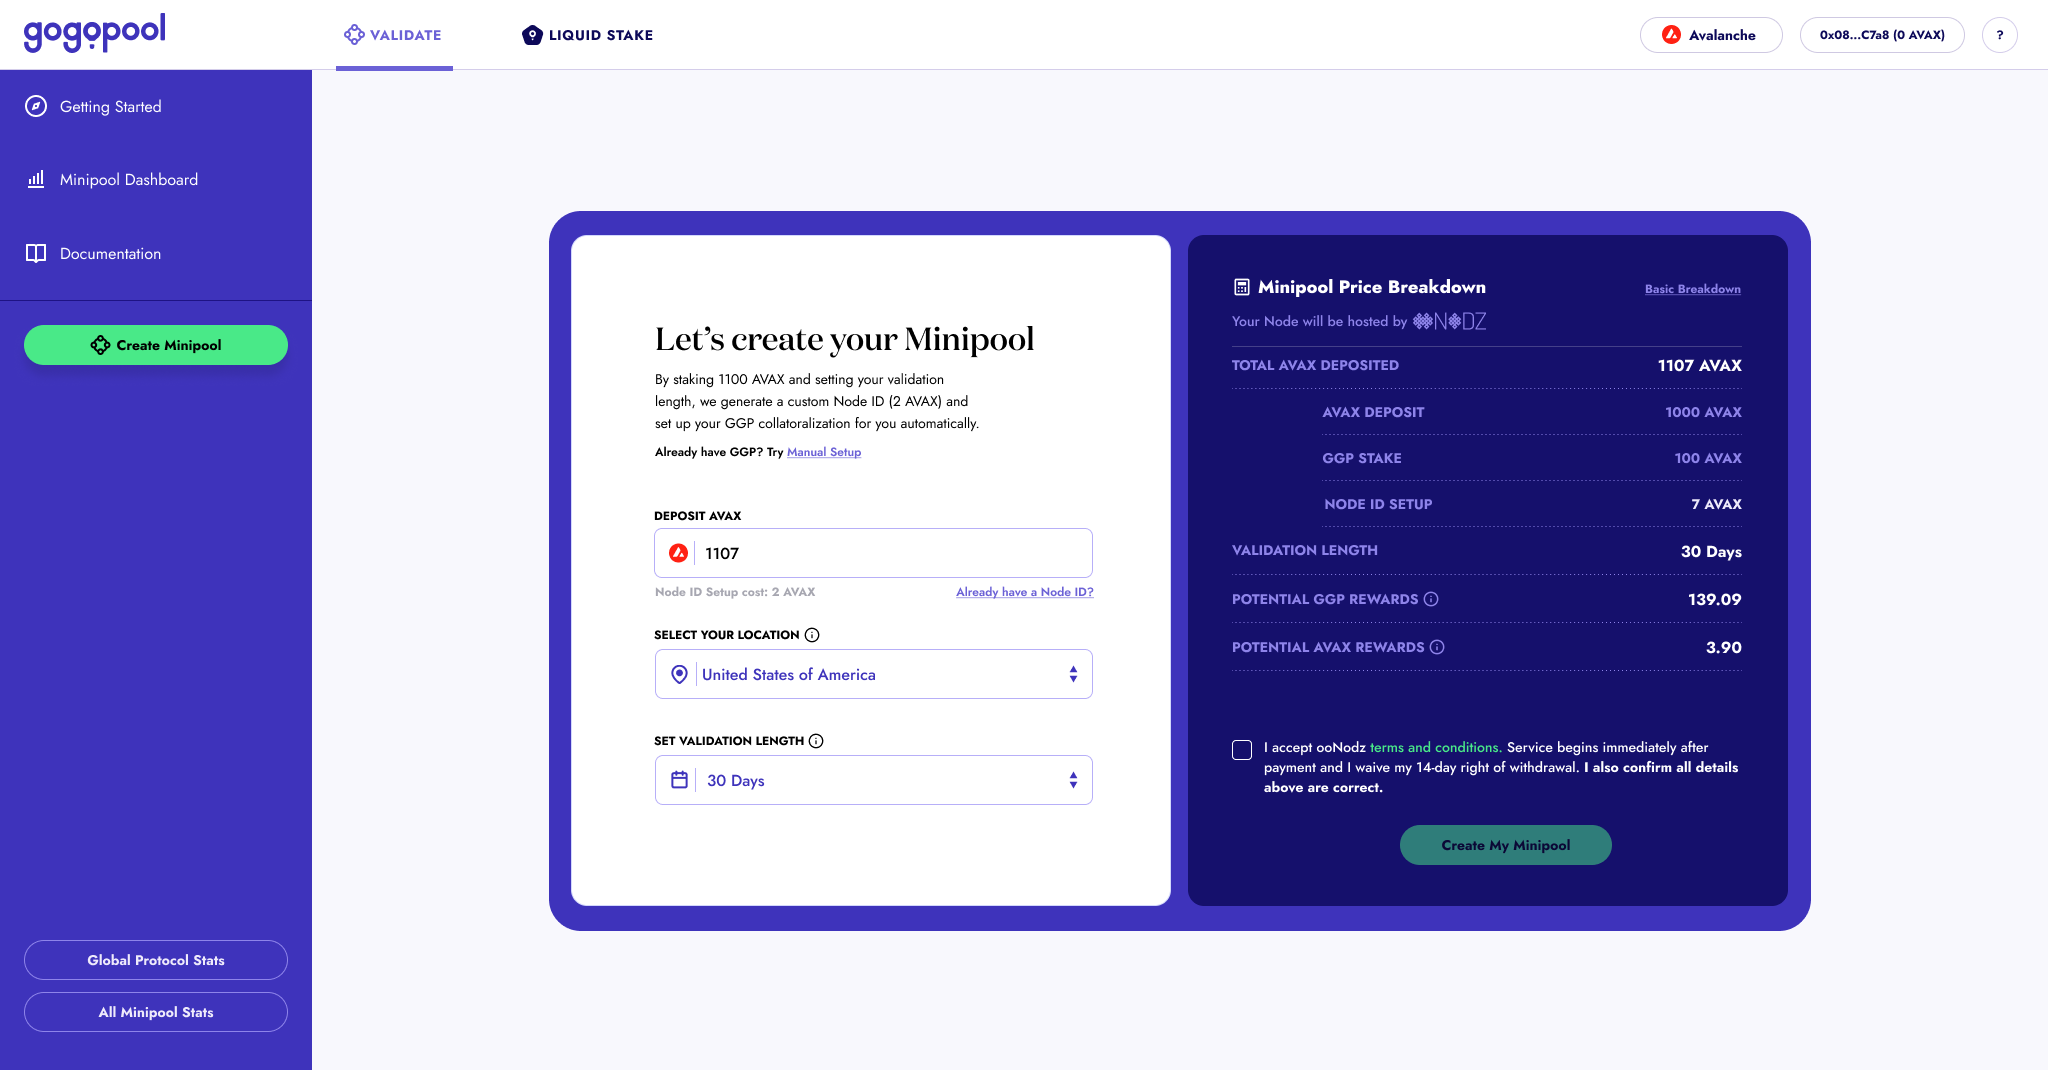 gogopool
VALIDATE
LIQUID STAKE
Avalanche
0x08...C7a8 (0 AVAX)
?
Getting Started
Minipool Dashboard
Documentation
Create Minipool
Global Protocol Stats
All Minipool Stats
Let's create your Minipool
By staking 1100 AVAX and setting your validation
length, we generate a custom Node ID (2 AVAX) and
set up your GGP collatoralization for you automatically.
Already have GGP? Try Manual Setup
DEPOSIT AVAX
1107
Node ID Setup cost: 2 AVAX
Already have a Node ID?
SELECT YOUR LOCATION
United States of America
SET VALIDATION LENGTH
30 Days
Minipool Price Breakdown
Basic Breakdown
Your Node will be hosted by ooNodz
TOTAL AVAX DEPOSITED 1107 AVAX
AVAX DEPOSIT 1000 AVAX
GGP STAKE 100 AVAX
NODE ID SETUP 7 AVAX
VALIDATION LENGTH 30 Days
POTENTIAL GGP REWARDS 139.09
POTENTIAL AVAX REWARDS 3.90
I accept ooNodz terms and conditions. Service begins immediately after
payment and I waive my 14-day right of withdrawal. I also confirm all details
above are correct.
Create My Minipool